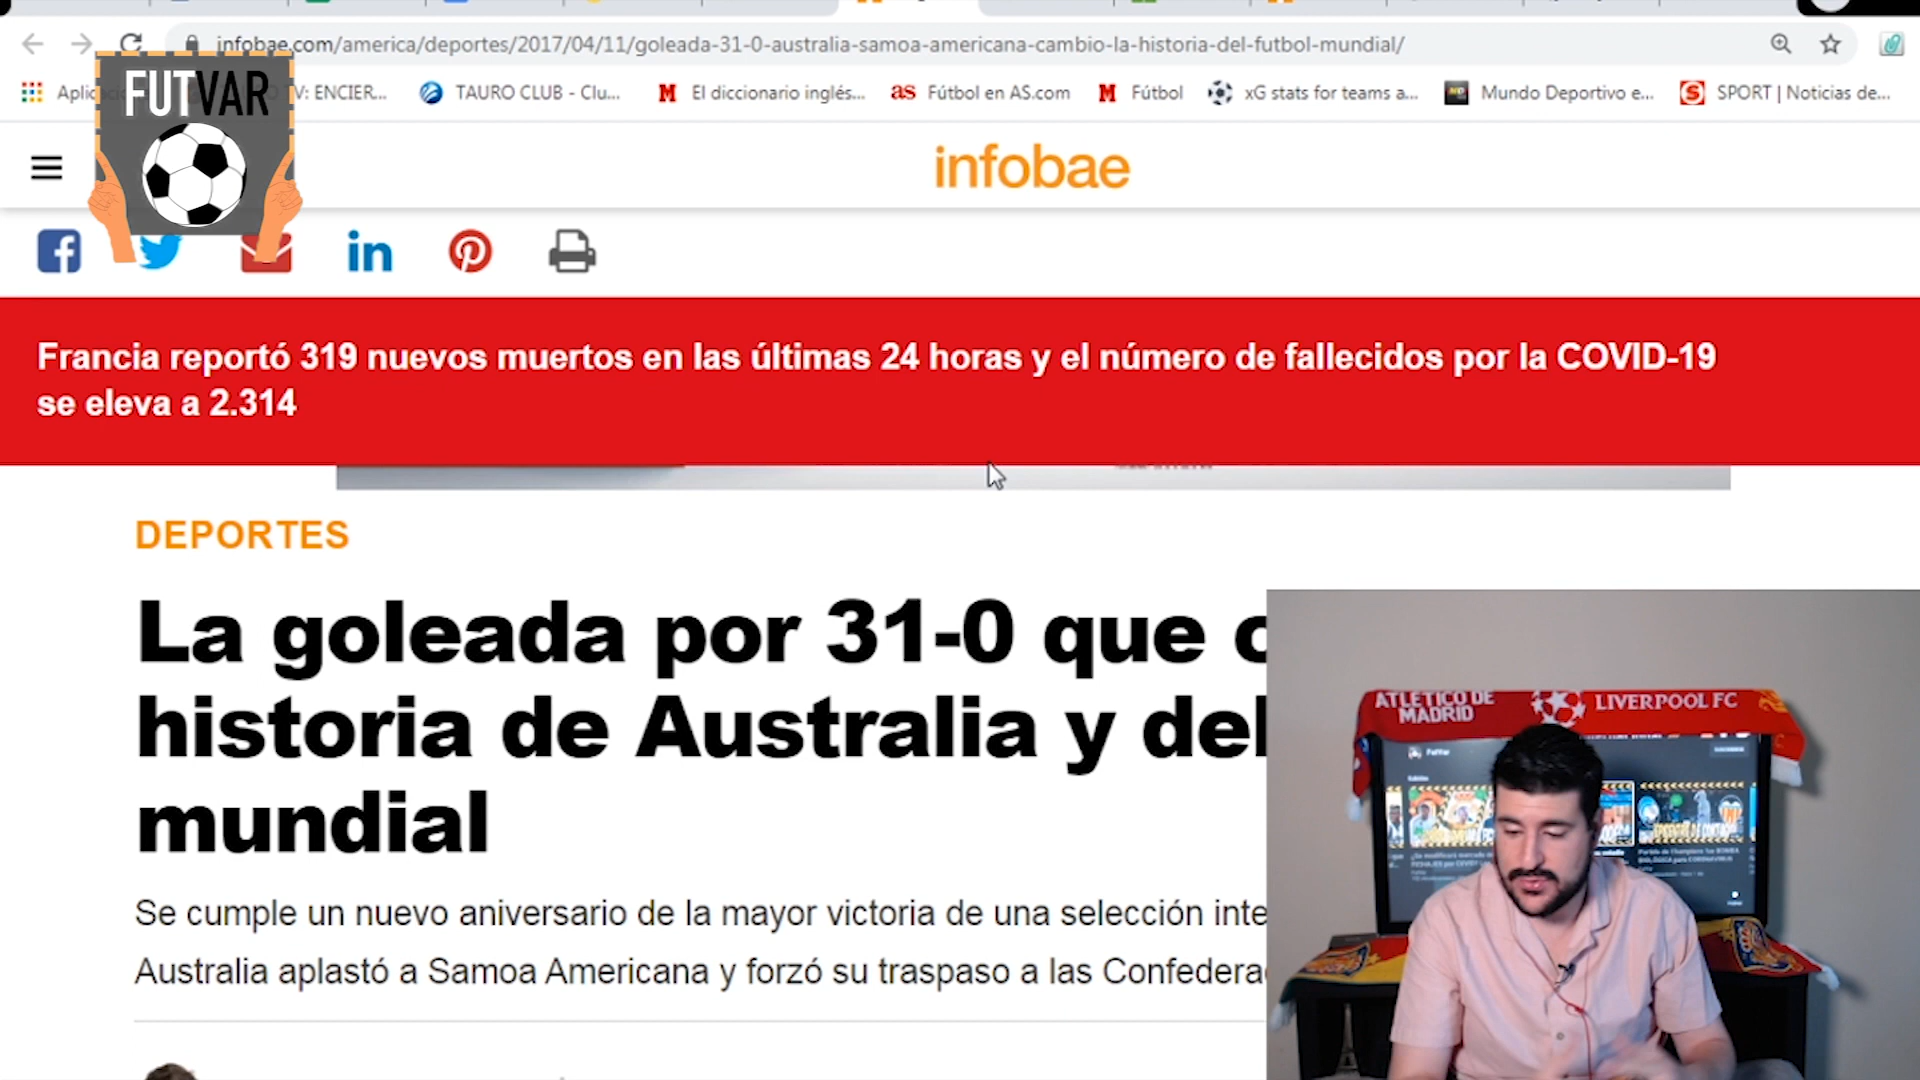 infobae.com/america/deportes/2017/04/11/goleada-31-0-australia-samoa-americana-cambio-la-historia-del-futbol-mundial/
V: ENCIER...
TAURO CLUB - Clu...
El diccionario inglés...
as Fútbol en AS.com
Fútbol
xG stats for teams a...
Mundo Deportivo e...
SPORT | Noticias de...
FUTVAR
infobae
in
Francia reportó 319 nuevos muertos en las últimas 24 horas y el número de fallecidos por la COVID-19
se eleva a 2.314
DEPORTES
La goleada por 31-0 que c
historia de Australia y del
mundial
Se cumple un nuevo aniversario de la mayor victoria de una selección inte
Australia aplastó a Samoa Americana y forzó su traspaso a las Confedera
ATLÉTICO DE
MADRID
LIVERPOOL FC
FutVar